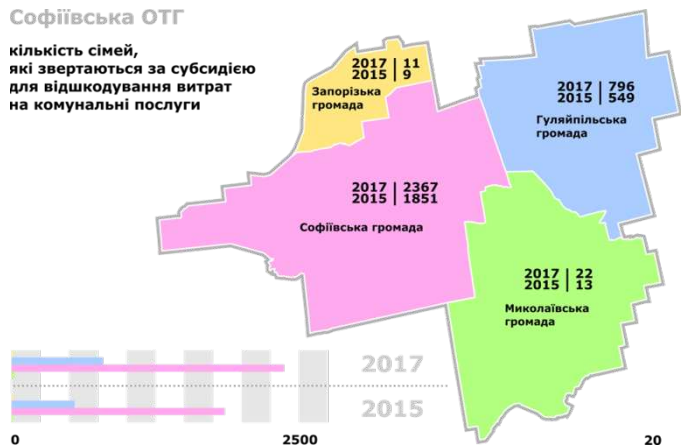 Софіївська ОТГ
кількість сімей,
які звертаються за субсидією
для відшкодування витрат
на комунальні послуги
2017 | 11
2015 | 9
Запорізька
громада
2017 | 796
2015 | 549
Гуляйпільська
громада
2017 | 2367
2015 | 1851
Софіївська громада
2017 | 22
2015 | 13
Миколаївська
громада
2017
2015
0 2500 20